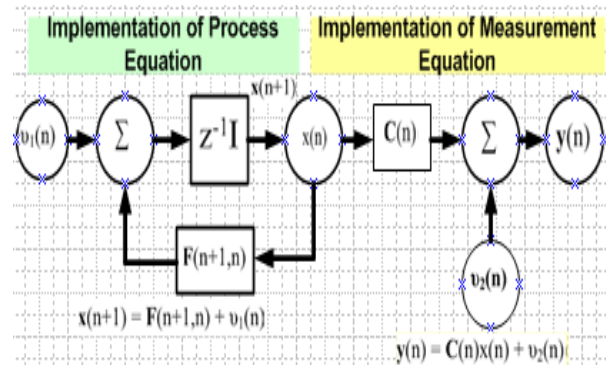 Implementation of Process
Equation
Implementation of Measurement
Equation
x(n+1)
υ₁(n)
Σ
Z⁻¹I
x(n)
C(n)
Σ
y(n)
F(n+1,n)
υ₂(n)
x(n+1) = F(n+1,n) + υ₁(n)
y(n) = C(n)x(n) + υ₂(n)